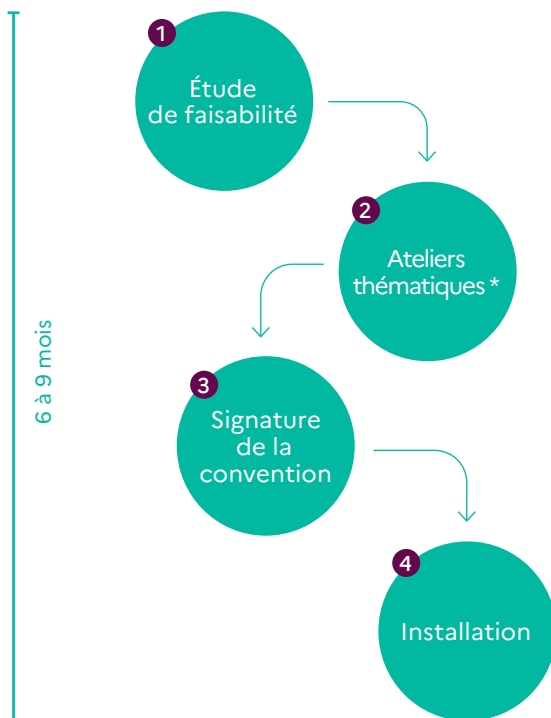 1
Étude
de faisabilité
2
Ateliers
thématiques *
3
Signature
de la
convention
4
Installation
6 à 9 mois